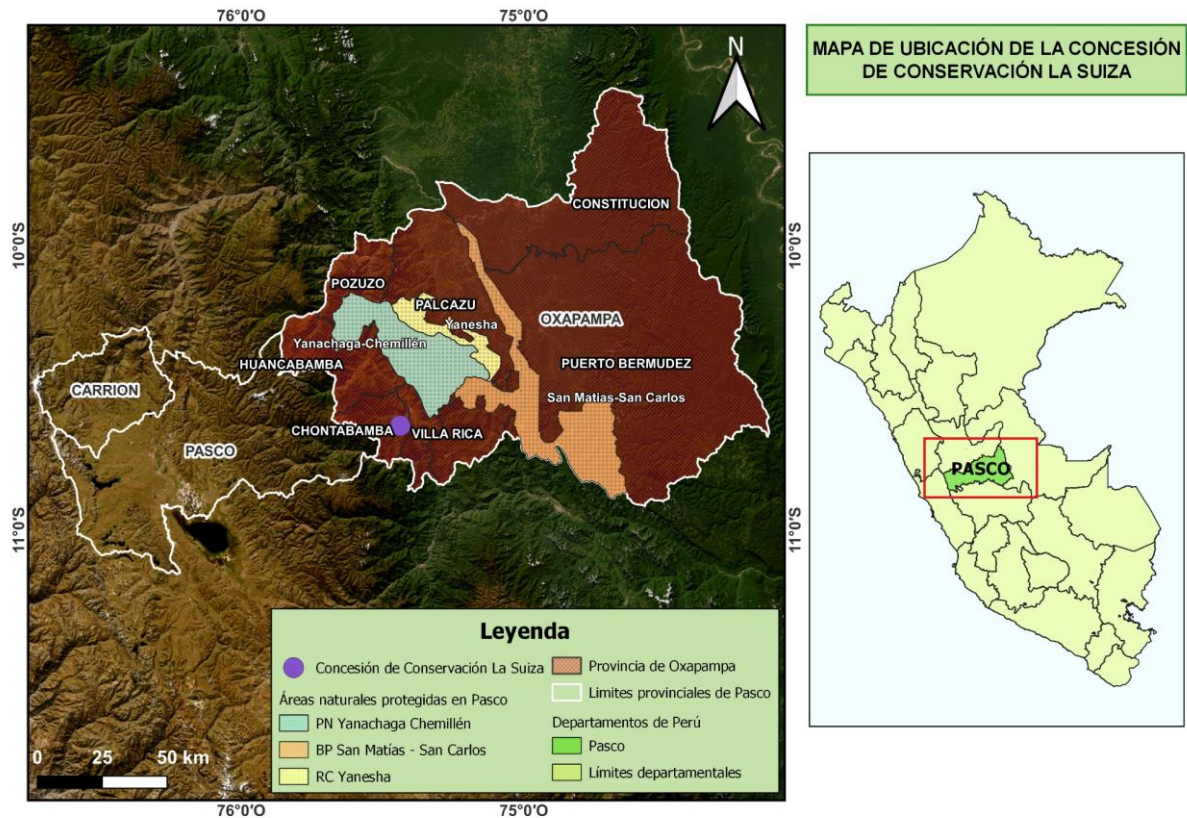 76°0'O
75°0'O
N
MAPA DE UBICACIÓN DE LA CONCESIÓN
DE CONSERVACIÓN LA SUIZA
10°0'S
10°0'S
CONSTITUCION
POZUZO
PALCAZU
Yanesha
OXAPAMPA
Yanachaga-Chemillén
HUANCABAMBA
PUERTO BERMUDEZ
CARRION
San Matias-San Carlos
CHONTABAMBA
VILLA RICA
PASCO
PASCO
11°0'S
11°0'S
Leyenda
Concesión de Conservación La Suiza
Áreas naturales protegidas en Pasco
PN Yanachaga Chemillén
BP San Matías - San Carlos
RC Yanesha
Provincia de Oxapampa
Limites provinciales de Pasco
Departamentos de Perú
Pasco
Límites departamentales
0 25 50 km
76°0'O
75°0'O